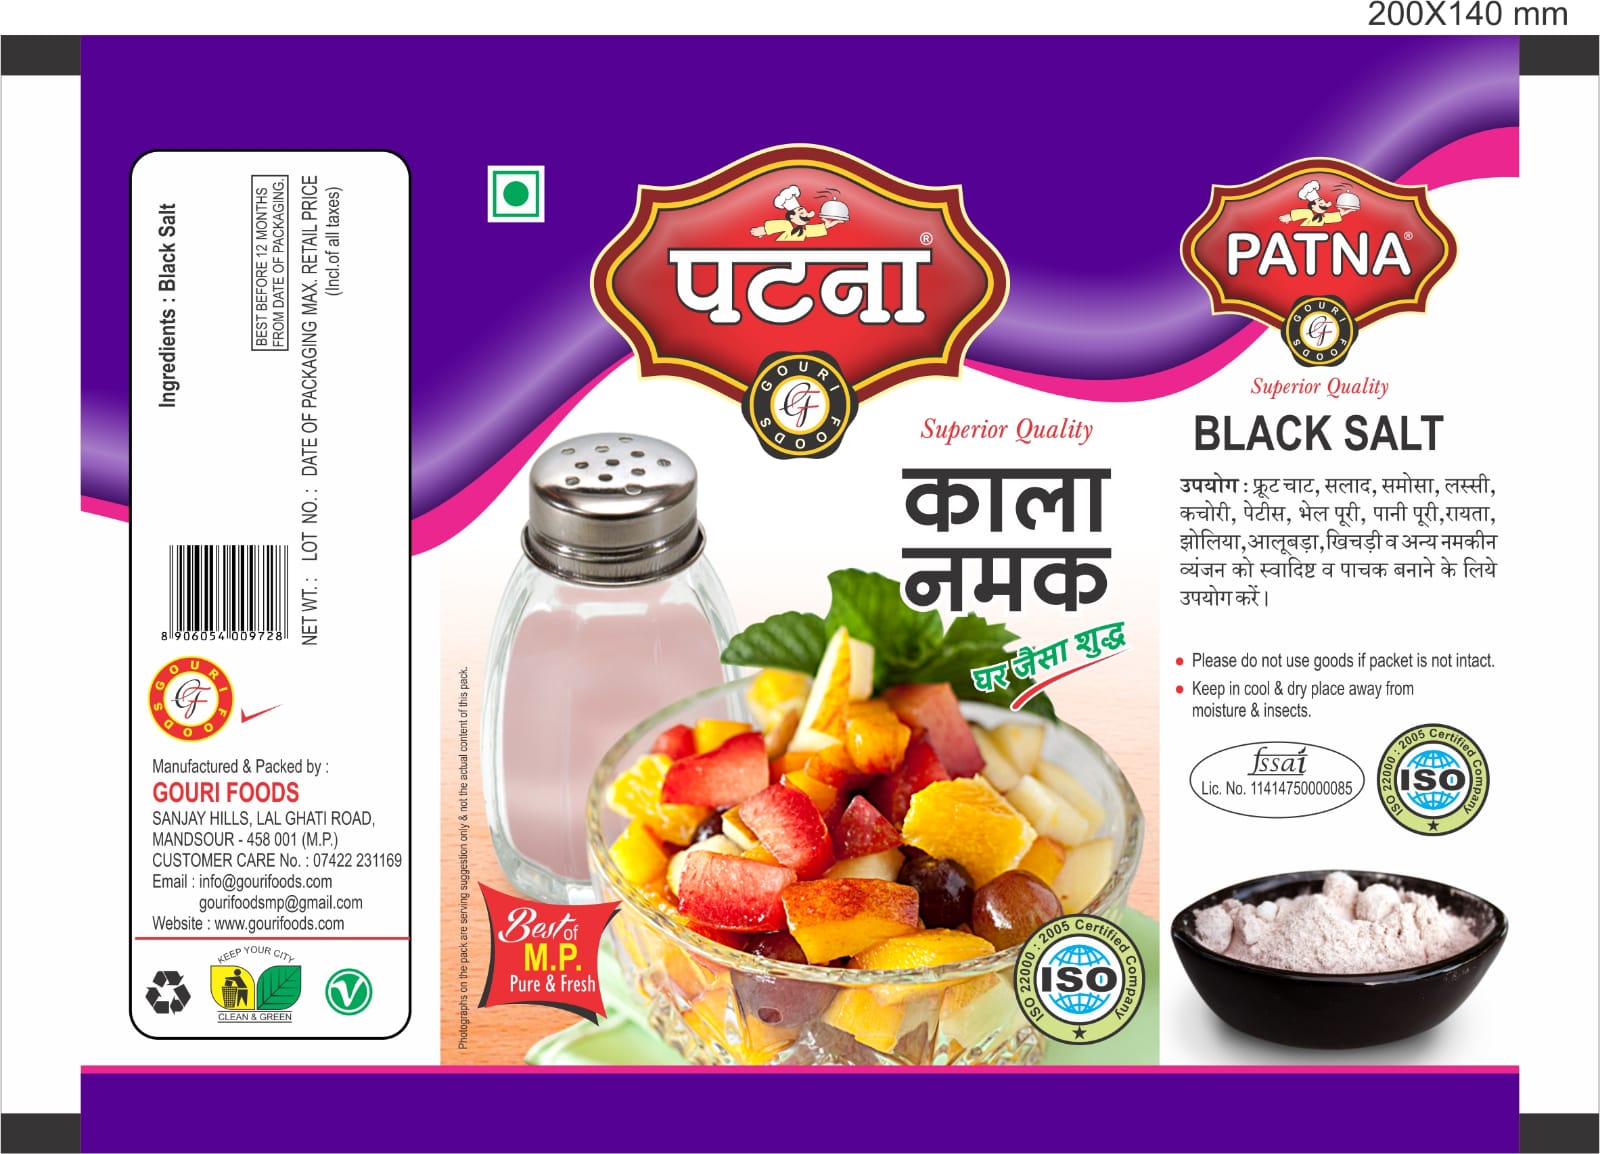 200X140 mm
Ingredients : Black Salt
BEST BEFORE 12 MONTHS
FROM DATE OF PACKAGING.
NET WT. : LOT NO. : DATE OF PACKAGING MAX. RETAIL PRICE
(Incl.of all taxes)
8 906054 009728
GOURI FOODS
GF
Manufactured & Packed by :
GOURI FOODS
SANJAY HILLS, LAL GHATI ROAD,
MANDSOUR - 458 001 (M.P.)
CUSTOMER CARE No. : 07422 231169
Email : info@gourifoods.com
gourifoodsmp@gmail.com
Website : www.gourifoods.com
KEEP YOUR CITY
CLEAN & GREEN
V
पटना®
GOURI FOODS
GF
Superior Quality
काला
नमक
घर जैसा शुद्ध
Photographs on the pack are serving suggestion only & not the actual content of this pack.
Best of
M.P.
Pure & Fresh
ISO 22000 : 2005 Certified Company
ISO
PATNA®
GOURI FOODS
GF
Superior Quality
BLACK SALT
उपयोग : फ्रूट चाट, सलाद, समोसा, लस्सी,
कचोरी, पेटीस, भेल पूरी, पानी पूरी,रायता,
झोलिया,आलूबड़ा,खिचड़ी व अन्य नमकीन
व्यंजन को स्वादिष्ट व पाचक बनाने के लिये
उपयोग करें।
• Please do not use goods if packet is not intact.
• Keep in cool & dry place away from
moisture & insects.
fssai
Lic. No. 11414750000085
ISO 22000 : 2005 Certified Company
ISO